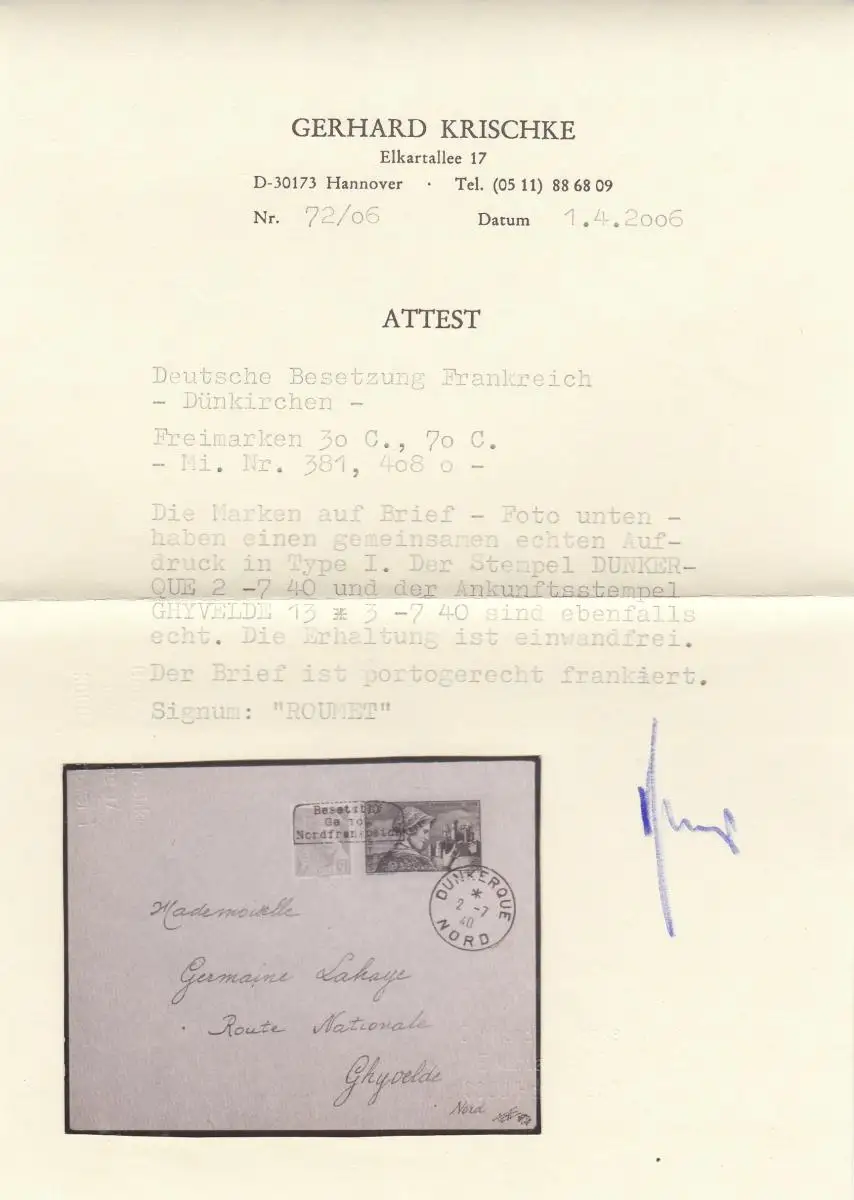 GERHARD KRISCHKE
Elkartallee 17
D-30173 Hannover · Tel. (05 11) 88 68 09
Nr. 72/06 Datum 1.4.2006
ATTEST
Deutsche Besetzung Frankreich
- Dünkirchen -
Freimarken 30 C., 70 C.
- Mi. Nr. 381, 408 o -
Die Marken auf Brief - Foto unten -
haben einen gemeinsamen echten Auf-
druck in Type I. Der Stempel DUNKER-
QUE 2 -7 40 und der Ankunftsstempel
GHYVELDE 13 * 3 -7 40 sind ebenfalls
echt. Die Erhaltung ist einwandfrei.
Der Brief ist portogerecht frankiert.
Signum: "ROUMET"
Besetztes
Gebiet
Nordfrankreich
DUNKERQUE
*
2 -7
40
NORD
Mademoiselle
Germaine Lahaye
Route Nationale
Ghyvelde
Nord